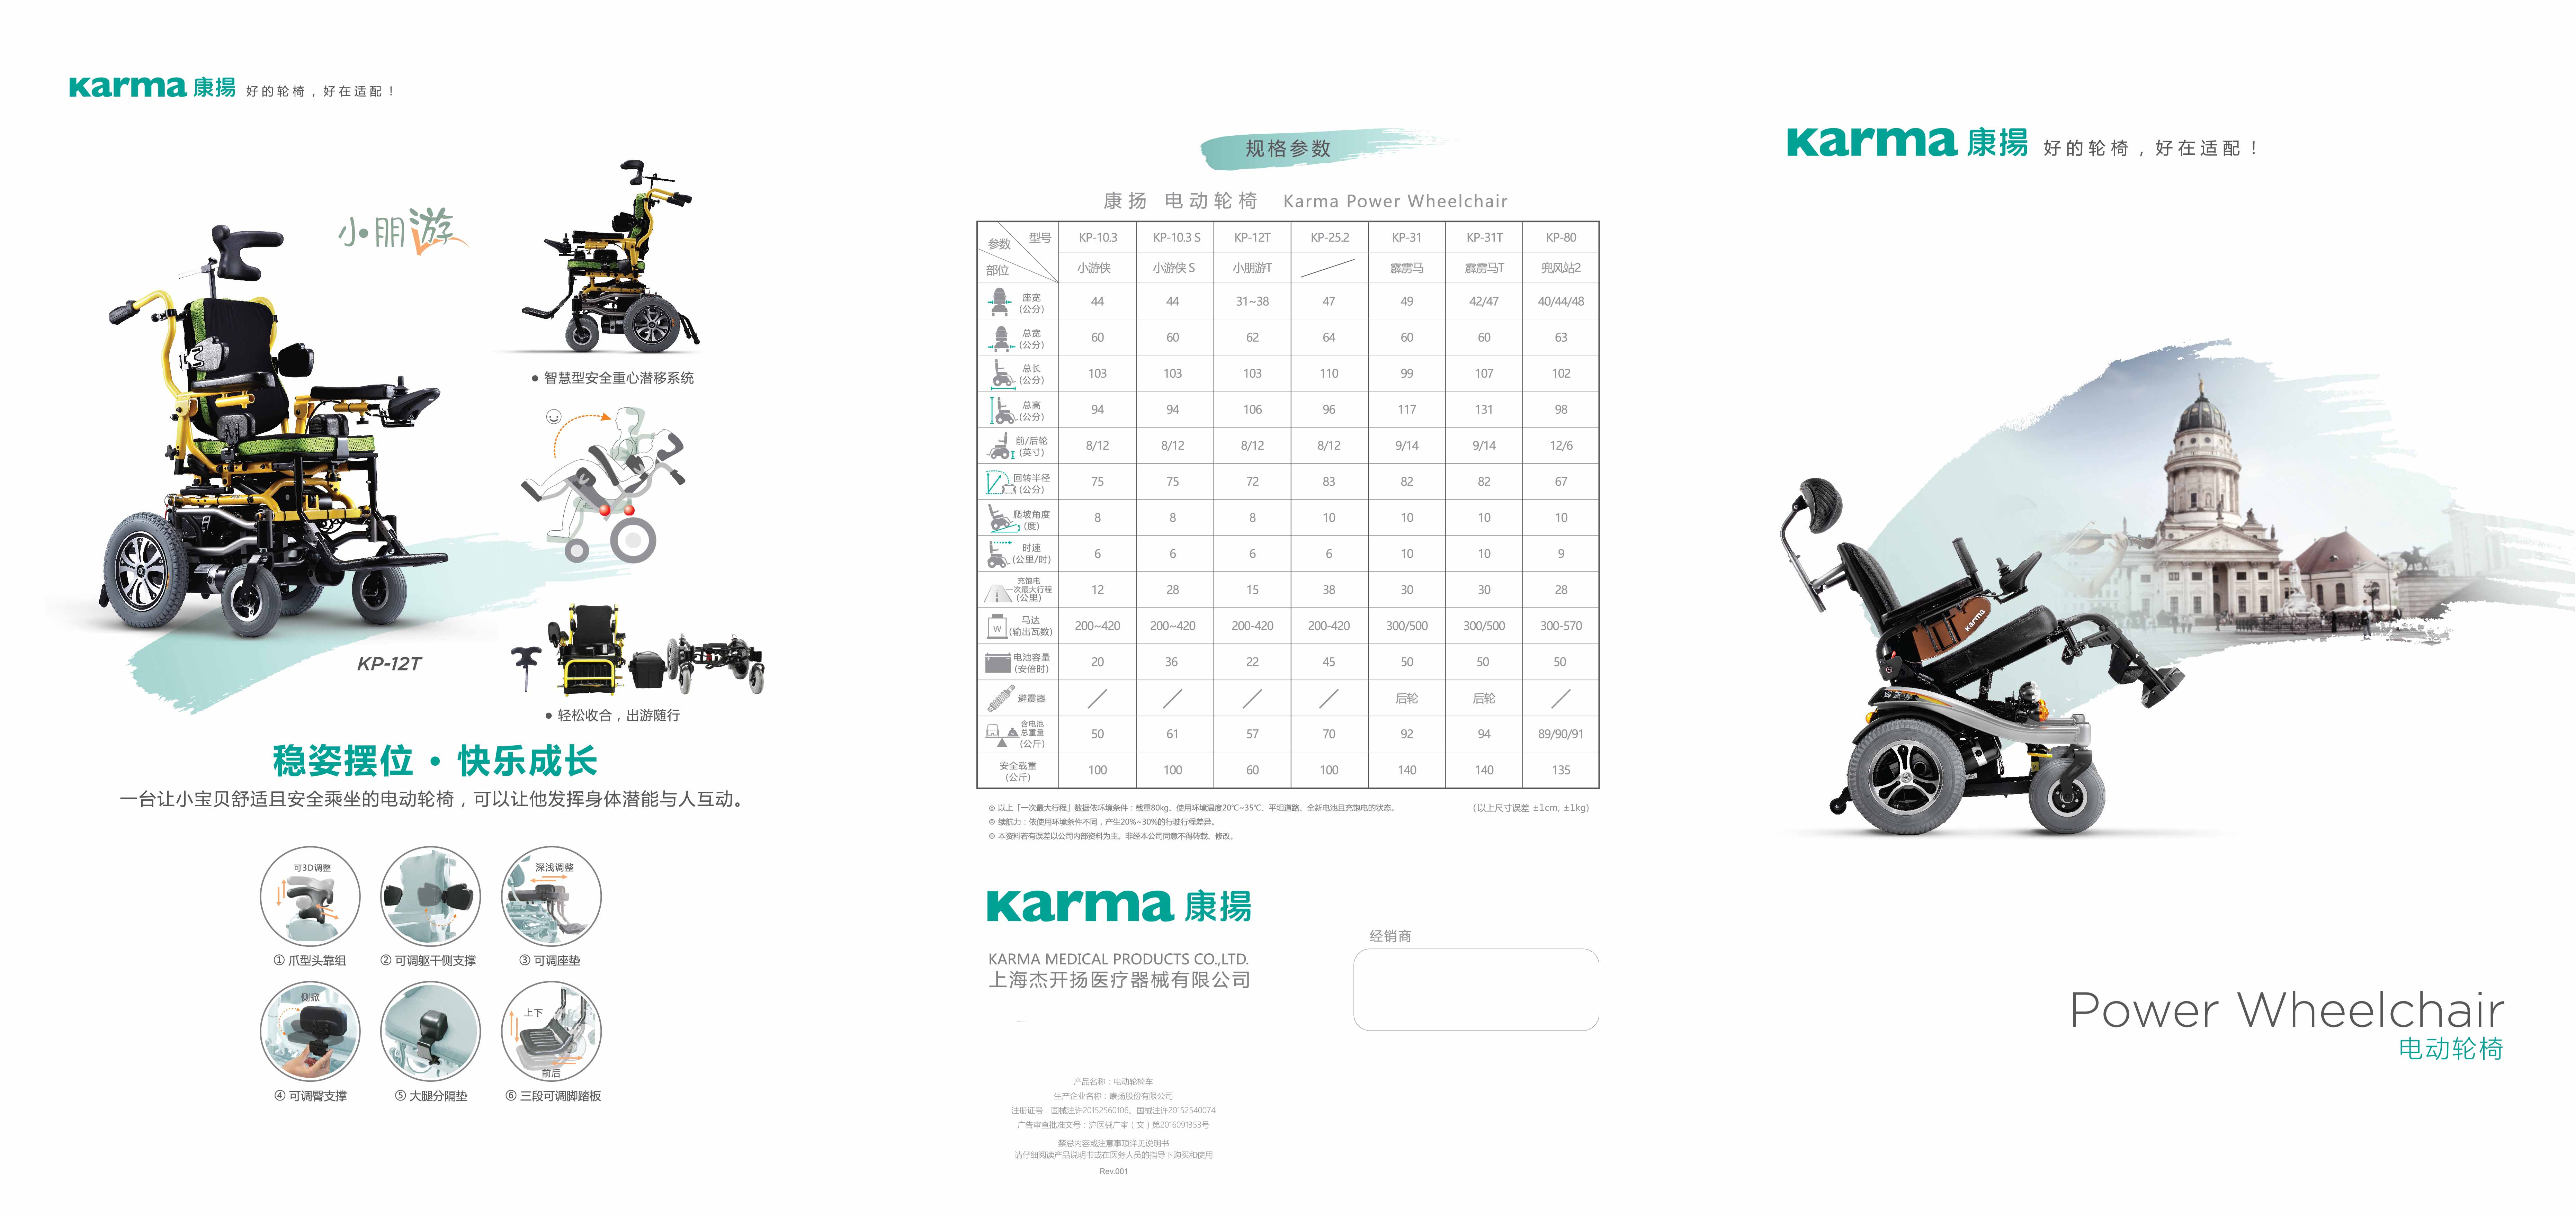 karma 康揚 好的轮椅，好在适配！
小·朋游
• 智慧型安全重心潜移系统
KP-12T
• 轻松收合，出游随行
稳姿摆位・快乐成长
一台让小宝贝舒适且安全乘坐的电动轮椅，可以让他发挥身体潜能与人互动。
可3D调整
深浅调整
① 爪型头靠组
② 可调躯干侧支撑
③ 可调座垫
侧掀
上下
前后
④ 可调臀支撑
⑤ 大腿分隔垫
⑥ 三段可调脚踏板
规格参数
康扬 电动轮椅 Karma Power Wheelchair
参数 型号 部位 KP-10.3 KP-10.3 S KP-12T KP-25.2 KP-31 KP-31T KP-80
小游侠 小游侠 S 小朋游T 霹雳马 霹雳马T 兜风站2
座宽 (公分) 44 44 31~38 47 49 42/47 40/44/48
总宽 (公分) 60 60 62 64 60 60 63
总长 (公分) 103 103 103 110 99 107 102
总高 (公分) 94 94 106 96 117 131 98
前/后轮 (英寸) 8/12 8/12 8/12 8/12 9/14 9/14 12/6
回转半径 (公分) 75 75 72 83 82 82 67
爬坡角度 (度) 8 8 8 10 10 10 10
时速 (公里/时) 6 6 6 6 10 10 9
充饱电 一次最大行程 (公里) 12 28 15 38 30 30 28
W 马达 (输出瓦数) 200~420 200~420 200-420 200-420 300/500 300/500 300-570
电池容量 (安倍时) 20 36 22 45 50 50 50
避震器 后轮 后轮
含电池 总重量 (公斤) 50 61 57 70 92 94 89/90/91
安全载重 (公斤) 100 100 60 100 140 140 135
※ 以上「一次最大行程」数据依环境条件：载重80kg、使用环境温度20℃~35℃、平坦道路、全新电池且充饱电的状态。
(以上尺寸误差 ±1cm, ±1kg)
※ 续航力：依使用环境条件不同，产生20%~30%的行驶行程差异。
※ 本资料若有误差以公司内部资料为主。非经本公司同意不得转载、修改。
karma 康揚
KARMA MEDICAL PRODUCTS CO.,LTD.
上海杰开扬医疗器械有限公司
经销商
产品名称：电动轮椅车
生产企业名称：康扬股份有限公司
注册证号：国械注许20152560106、国械注许20152540074
广告审查批准文号：沪医械广审（文）第2016091353号
禁忌内容或注意事项详见说明书
请仔细阅读产品说明书或在医务人员的指导下购买和使用
Rev.001
karma 康揚 好的轮椅，好在适配！
karma
Power Wheelchair
电动轮椅